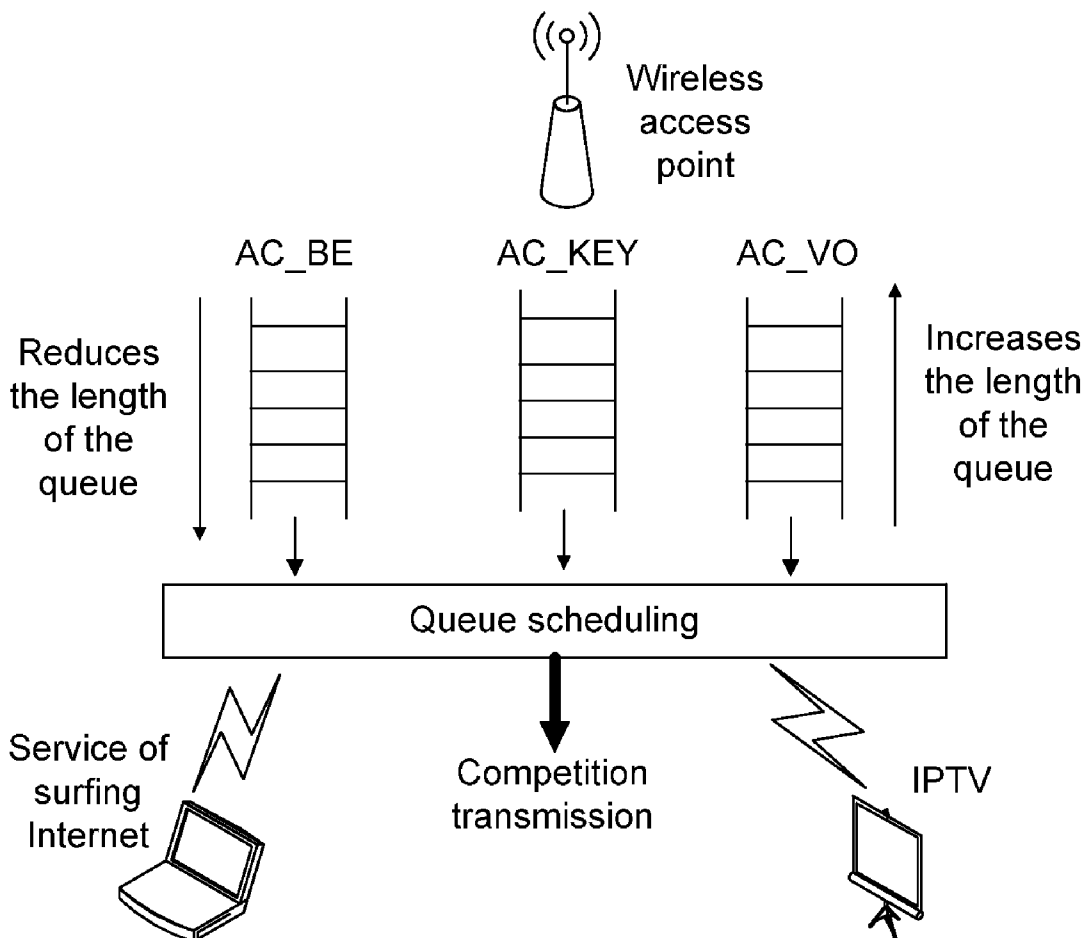 Wireless
access
point
AC_BE
AC_KEY
AC_VO
Reduces
the length
of the
queue
Increases
the length
of the
queue
Queue scheduling
Service of
surfing
Internet
Competition
transmission
IPTV